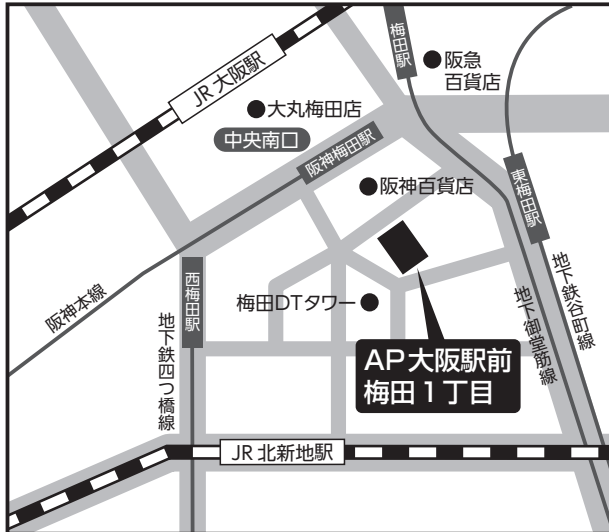 JR大阪駅
大丸梅田店
中央南口
梅田駅
阪急
百貨店
阪神梅田駅
阪神百貨店
東梅田駅
阪神本線
西梅田駅
地下鉄四つ橋線
梅田DTタワー
地下鉄谷町線
地下御堂筋線
AP大阪駅前
梅田1丁目
JR北新地駅